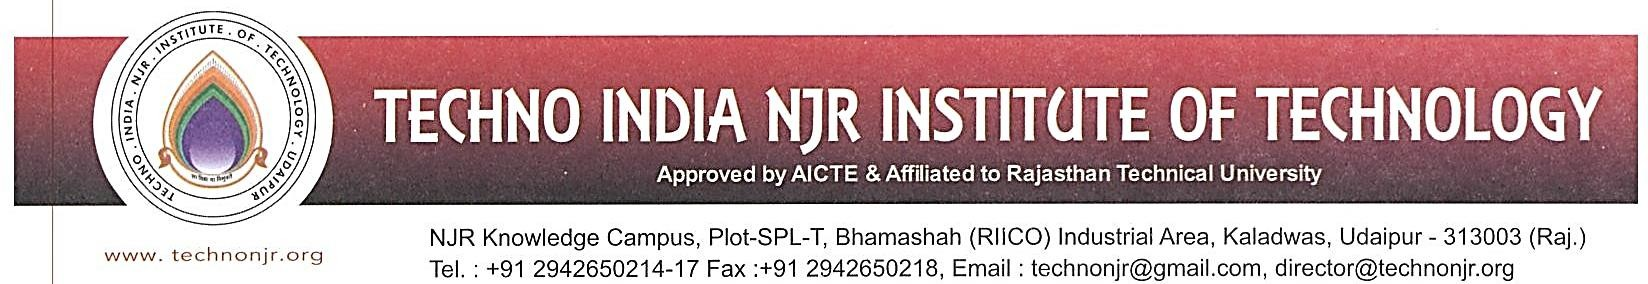 TECHNO . INDIA . NJR . INSTITUTE . OF . TECHNOLOGY . UDAIPUR
TECHNO INDIA NJR INSTITUTE OF TECHNOLOGY
Approved by AICTE & Affiliated to Rajasthan Technical University
www. technonjr.org
NJR Knowledge Campus, Plot-SPL-T, Bhamashah (RIICO) Industrial Area, Kaladwas, Udaipur - 313003 (Raj.)
Tel. : +91 2942650214-17 Fax :+91 2942650218, Email : technonjr@gmail.com, director@technonjr.org